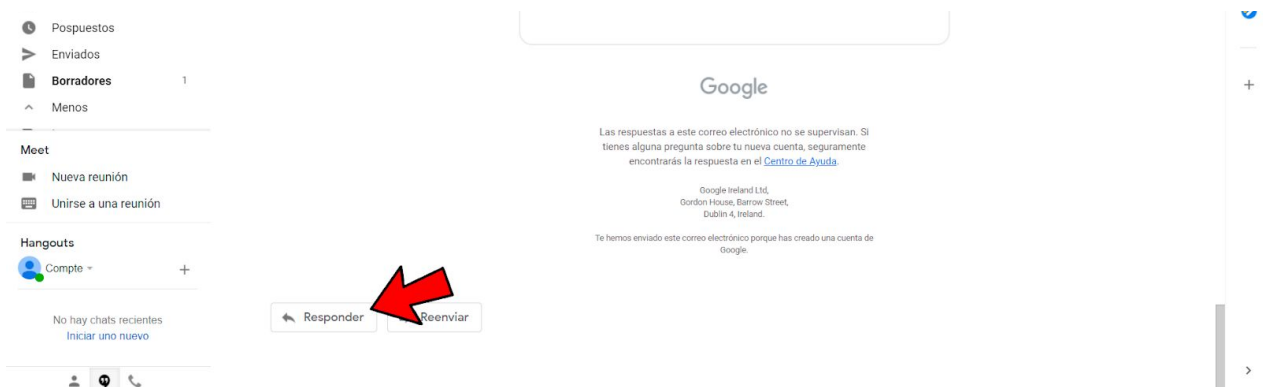 Pospuestos
Enviados
Borradores 1
Menos
Meet
Nueva reunión
Unirse a una reunión
Hangouts
Compte
No hay chats recientes
Iniciar uno nuevo
Google
Las respuestas a este correo electrónico no se supervisan. Si
tienes alguna pregunta sobre tu nueva cuenta, seguramente
encontrarás la respuesta en el Centro de Ayuda.
Google Ireland Ltd,
Gordon House, Barrow Street,
Dublin 4, Ireland.
Te hemos enviado este correo electrónico porque has creado una cuenta de
Google.
Responder
Reenviar